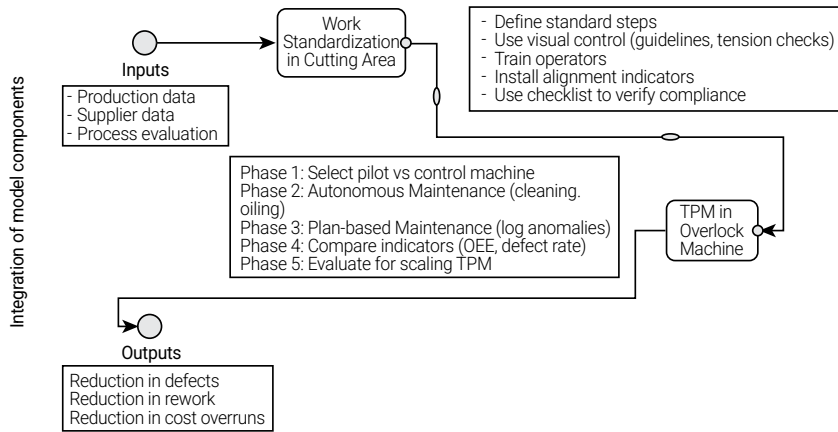 Integration of model components
Inputs
- Production data
- Supplier data
- Process evaluation
Work
Standardization
in Cutting Area
- Define standard steps
- Use visual control (guidelines, tension checks)
- Train operators
- Install alignment indicators
- Use checklist to verify compliance
Phase 1: Select pilot vs control machine
Phase 2: Autonomous Maintenance (cleaning.
oiling)
Phase 3: Plan-based Maintenance (log anomalies)
Phase 4: Compare indicators (OEE, defect rate)
Phase 5: Evaluate for scaling TPM
TPM in
Overlock
Machine
Outputs
Reduction in defects
Reduction in rework
Reduction in cost overruns